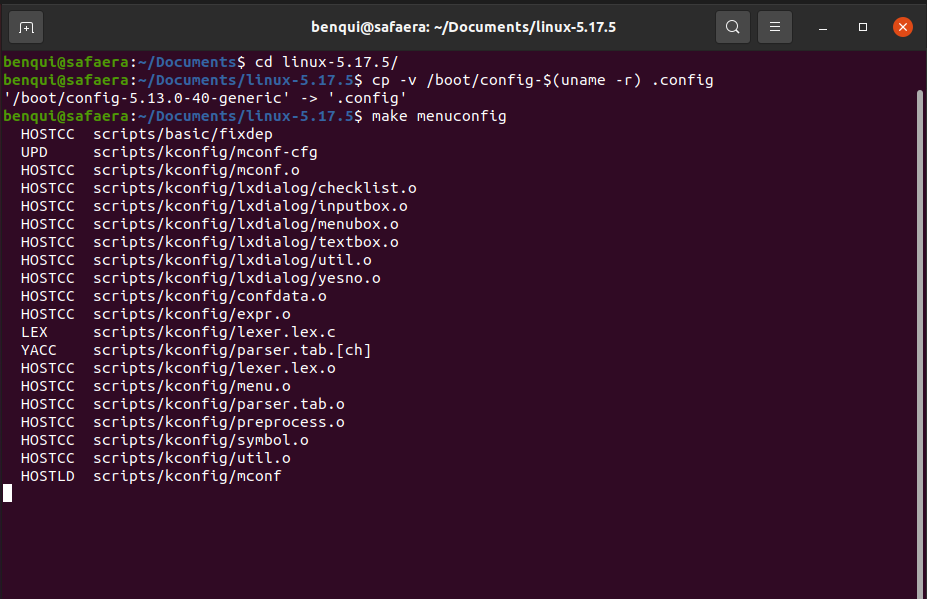 benqui@safaera: ~/Documents/linux-5.17.5
benqui@safaera:~/Documents$ cd linux-5.17.5/
benqui@safaera:~/Documents/linux-5.17.5$ cp -v /boot/config-$(uname -r) .config
'/boot/config-5.13.0-40-generic' -> '.config'
benqui@safaera:~/Documents/linux-5.17.5$ make menuconfig
  HOSTCC  scripts/basic/fixdep
  UPD     scripts/kconfig/mconf-cfg
  HOSTCC  scripts/kconfig/mconf.o
  HOSTCC  scripts/kconfig/lxdialog/checklist.o
  HOSTCC  scripts/kconfig/lxdialog/inputbox.o
  HOSTCC  scripts/kconfig/lxdialog/menubox.o
  HOSTCC  scripts/kconfig/lxdialog/textbox.o
  HOSTCC  scripts/kconfig/lxdialog/util.o
  HOSTCC  scripts/kconfig/lxdialog/yesno.o
  HOSTCC  scripts/kconfig/confdata.o
  HOSTCC  scripts/kconfig/expr.o
  LEX     scripts/kconfig/lexer.lex.c
  YACC    scripts/kconfig/parser.tab.[ch]
  HOSTCC  scripts/kconfig/lexer.lex.o
  HOSTCC  scripts/kconfig/menu.o
  HOSTCC  scripts/kconfig/parser.tab.o
  HOSTCC  scripts/kconfig/preprocess.o
  HOSTCC  scripts/kconfig/symbol.o
  HOSTCC  scripts/kconfig/util.o
  HOSTLD  scripts/kconfig/mconf